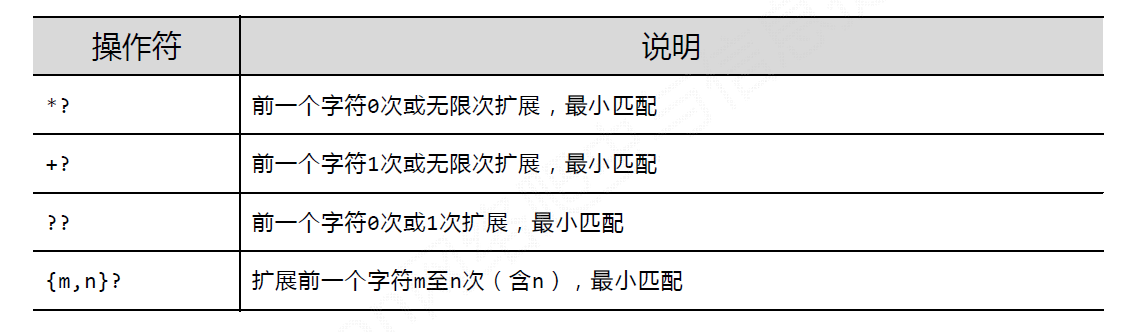 操作符 说明
*? 前一个字符0次或无限次扩展，最小匹配
+? 前一个字符1次或无限次扩展，最小匹配
?? 前一个字符0次或1次扩展，最小匹配
{m,n}? 扩展前一个字符m至n次（含n），最小匹配